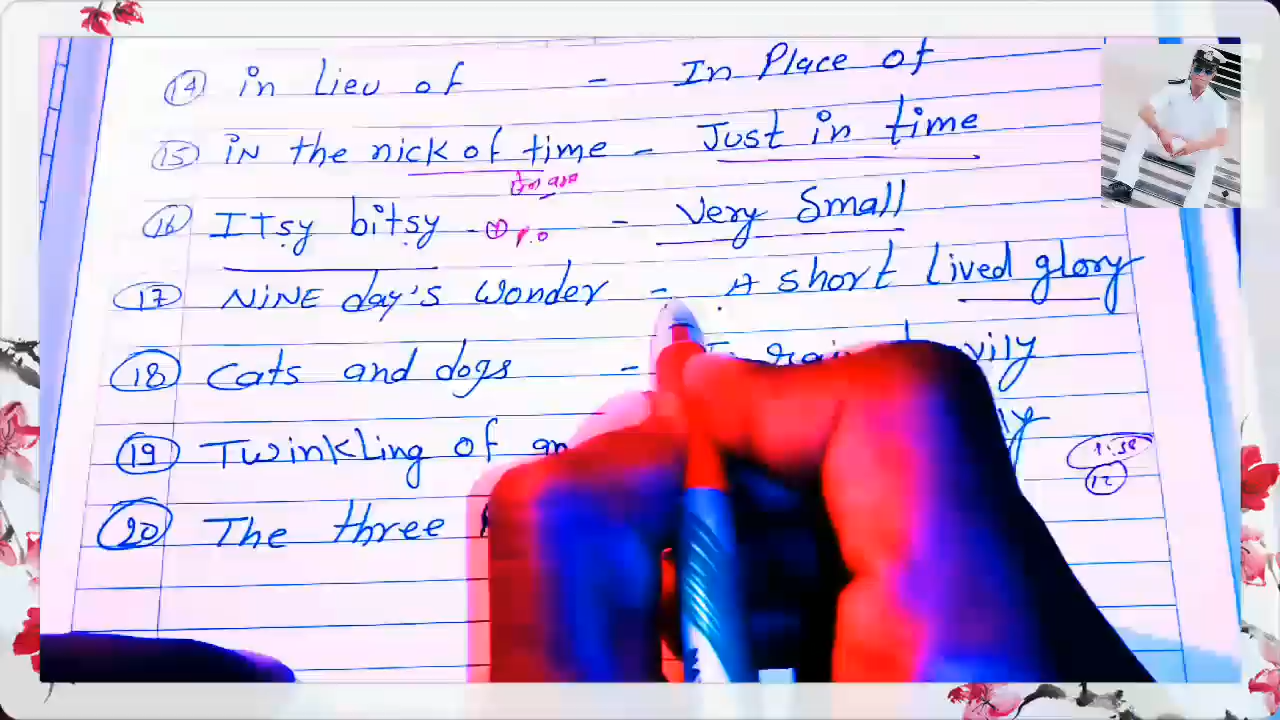 14 in lieu of - In Place of
15 in the nick of time - Just in time
16 Itsy bitsy - Very Small
17 NiNE day's wonder - A short lived glory
18 Cats and dogs -
19 Twinkling of an
20 The three
12